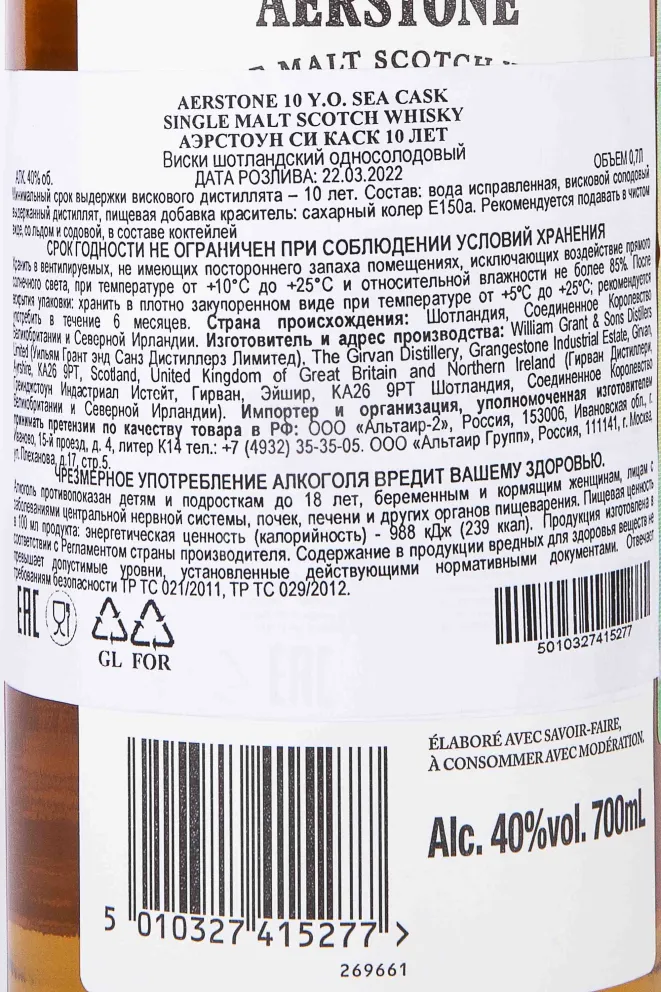 AERSTONE
MALT SCOTCH
AERSTONE 10 Y.O. SEA CASK
SINGLE MALT SCOTCH WHISKY
АЭРСТОУН СИ КАСК 10 ЛЕТ
Виски шотландский односолодовый
АЛК. 40% об.
ДАТА РОЗЛИВА: 22.03.2022
ОБЪЕМ 0,7Л
Минимальный срок выдержки вискового дистиллята – 10 лет. Состав: вода исправленная, висковой солодовый
выдержанный дистиллят, пищевая добавка краситель: сахарный колер Е150а. Рекомендуется подавать в чистом
виде, со льдом и содовой, в составе коктейлей
СРОК ГОДНОСТИ НЕ ОГРАНИЧЕН ПРИ СОБЛЮДЕНИИ УСЛОВИЙ ХРАНЕНИЯ
Хранить в вентилируемых, не имеющих постороннего запаха помещениях, исключающих воздействие прямого
солнечного света, при температуре от +10°С до +25°С и относительной влажности не более 85%. После
вскрытия упаковки: хранить в плотно закупоренном виде при температуре от +5°С до +25°С; рекомендуется
употребить в течение 6 месяцев. Страна происхождения: Шотландия, Соединенное Королевство
Великобритании и Северной Ирландии. Изготовитель и адрес производства: William Grant & Sons Distillers
Limited (Уильям Грант энд Санз Дистиллерз Лимитед), The Girvan Distillery, Grangestone Industrial Estate, Girvan,
Ayrshire, KA26 9PT, Scotland, United Kingdom of Great Britain and Northern Ireland (Гирван Дистиллери,
Грейнджстоун Индастриал Истейт, Гирван, Эйршир, КА26 9РТ Шотландия, Соединенное Королевство
Великобритании и Северной Ирландии). Импортер и организация, уполномоченная изготовителем
принимать претензии по качеству товара в РФ: ООО «Альтаир-2», Россия, 153006, Ивановская обл., г.
Иваново, 15-й проезд, д. 4, литер К14 тел.: +7 (4932) 35-35-05. ООО «Альтаир Групп», Россия, 111141, г. Москва,
ул. Плеханова, д.17, стр.5.
ЧРЕЗМЕРНОЕ УПОТРЕБЛЕНИЕ АЛКОГОЛЯ ВРЕДИТ ВАШЕМУ ЗДОРОВЬЮ.
Алкоголь противопоказан детям и подросткам до 18 лет, беременным и кормящим женщинам, лицам с
заболеваниями центральной нервной системы, почек, печени и других органов пищеварения. Пищевая ценность
в 100 мл продукта: энергетическая ценность (калорийность) - 988 кДж (239 ккал). Продукция изготовлена в
соответствии с Регламентом страны производителя. Содержание в продукции вредных для здоровья веществ не
превышает допустимые уровни, установленные действующими нормативными документами. Отвечает
требованиям безопасности ТР ТС 021/2011, ТР ТС 029/2012.
ЕАС
GL FOR
5010327415277
ÉLABORÉ AVEC SAVOIR-FAIRE,
À CONSOMMER AVEC MODÉRATION.
Alc. 40%vol. 700mL
5 010327 415277 >
269661